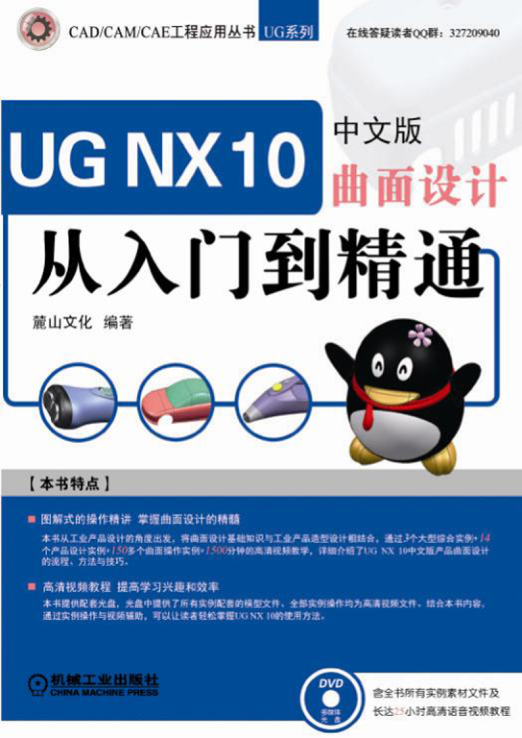 CAD/CAM/CAE工程应用丛书 UG系列 在线答疑读者QQ群：327209040
UG NX 10 中文版
曲面设计
从入门到精通
麓山文化 编著
【本书特点】
■ 图解式的操作精讲 掌握曲面设计的精髓
本书从工业产品设计的角度出发，将曲面设计基础知识与工业产品造型设计相结合，通过3个大型综合实例+14
个产品设计实例+150多个曲面操作实例+1500分钟的高清视频教学，详细介绍了UG NX 10中文版产品曲面设计
的流程、方法与技巧。
■ 高清视频教程 提高学习兴趣和效率
本书提供配套光盘，光盘中提供了所有实例配套的模型文件、全部实例操作均为高清视频文件。结合本书内容，
通过实例操作与视频辅助，可以让读者轻松掌握UG NX 10的使用方法。
机械工业出版社
CHINA MACHINE PRESS
DVD
多媒体
光 盘
含全书所有实例素材文件及
长达25小时高清语音视频教程